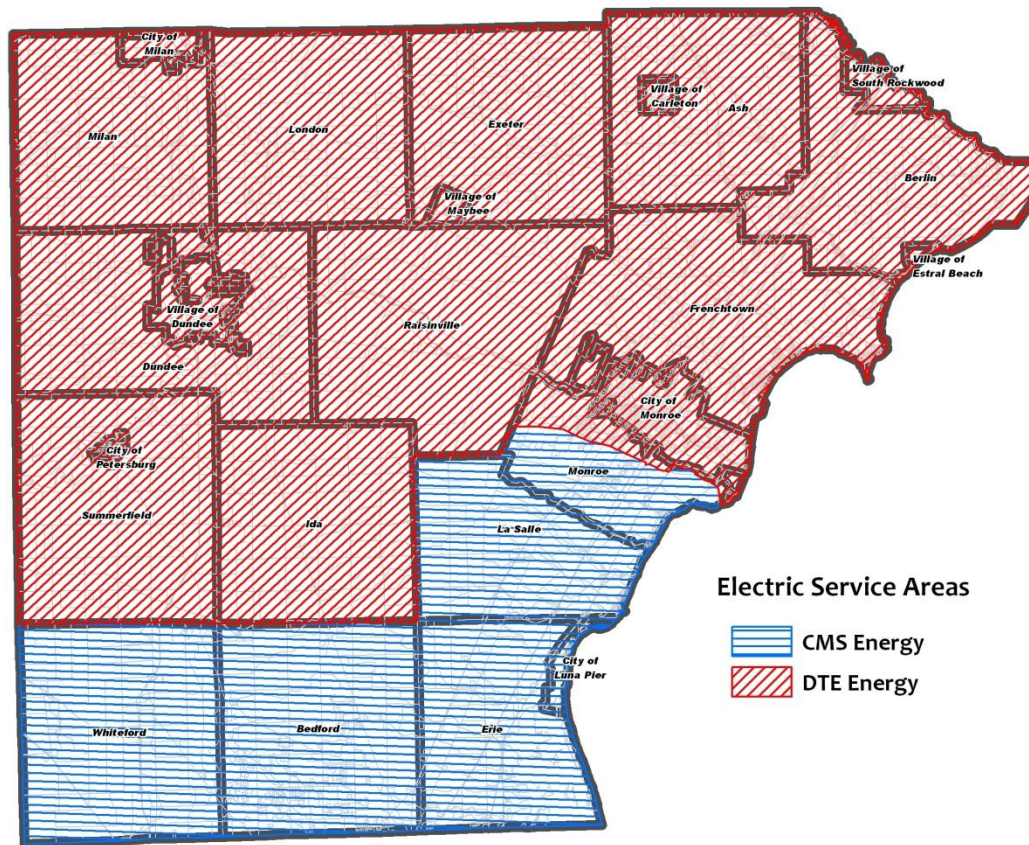 City of
Milan
Village of
South Rockwood
Village of
Carleton
Ash
Milan
London
Exeter
Berlin
Village of
Maybee
Village of
Estral Beach
Village of
Dundee
Raisinville
Frenchtown
Dundee
City of
Monroe
City of
Petersburg
Monroe
Summerfield
Ida
La Salle
Electric Service Areas
CMS Energy
City of
Luna Pier
DTE Energy
Whiteford
Bedford
Erie